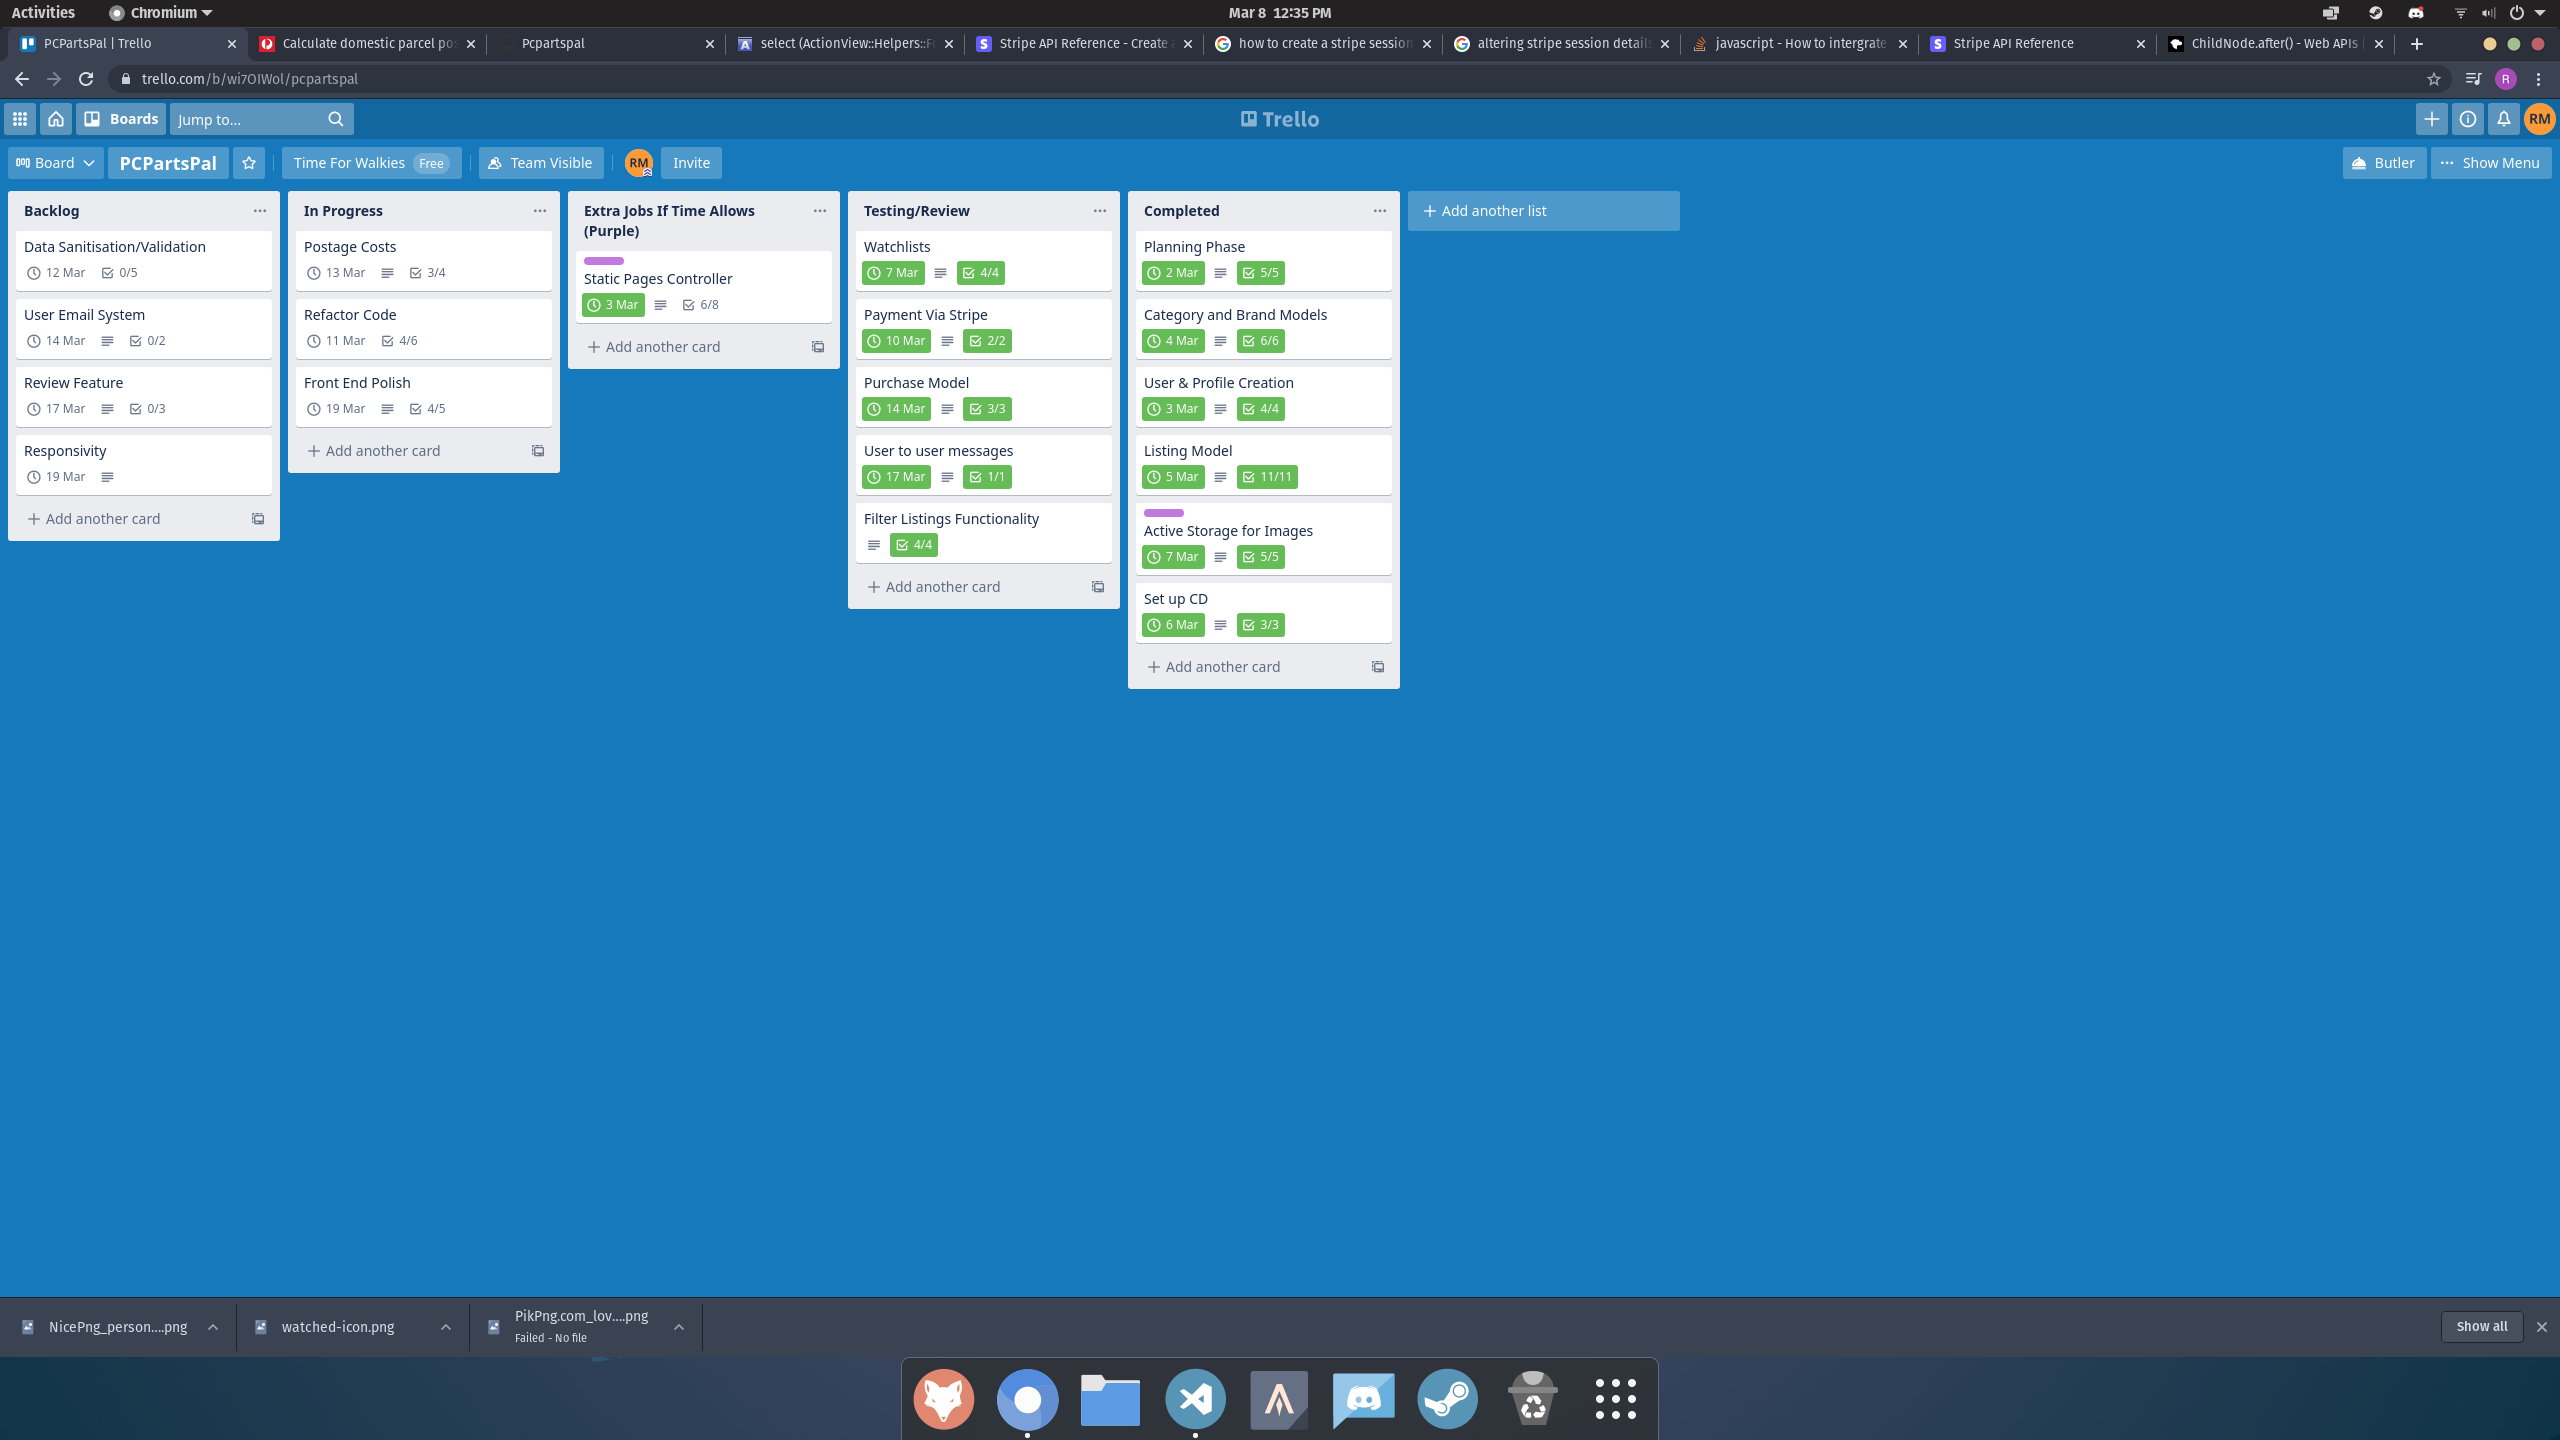 Activities
Chromium
Mar 8 12:35 PM
PCPartsPal | Trello
Calculate domestic parcel pos
Pcpartspal
select (ActionView::Helpers::Fo
Stripe API Reference - Create a
how to create a stripe session
altering stripe session details
javascript - How to intergrate
Stripe API Reference
ChildNode.after() - Web APIs |
trello.com/b/wi7OIWol/pcpartspal
R
Boards
Jump to...
Trello
RM
Board
PCPartsPal
Time For Walkies Free
Team Visible
RM
Invite
Butler
Show Menu
Backlog
Data Sanitisation/Validation
12 Mar 0/5
User Email System
14 Mar 0/2
Review Feature
17 Mar 0/3
Responsivity
19 Mar
Add another card
In Progress
Postage Costs
13 Mar 3/4
Refactor Code
11 Mar 4/6
Front End Polish
19 Mar 4/5
Add another card
Extra Jobs If Time Allows
(Purple)
Static Pages Controller
3 Mar 6/8
Add another card
Testing/Review
Watchlists
7 Mar 4/4
Payment Via Stripe
10 Mar 2/2
Purchase Model
14 Mar 3/3
User to user messages
17 Mar 1/1
Filter Listings Functionality
4/4
Add another card
Completed
Planning Phase
2 Mar 5/5
Category and Brand Models
4 Mar 6/6
User & Profile Creation
3 Mar 4/4
Listing Model
5 Mar 11/11
Active Storage for Images
7 Mar 5/5
Set up CD
6 Mar 3/3
Add another card
Add another list
NicePng_person....png
watched-icon.png
PikPng.com_lov....png
Failed - No file
Show all